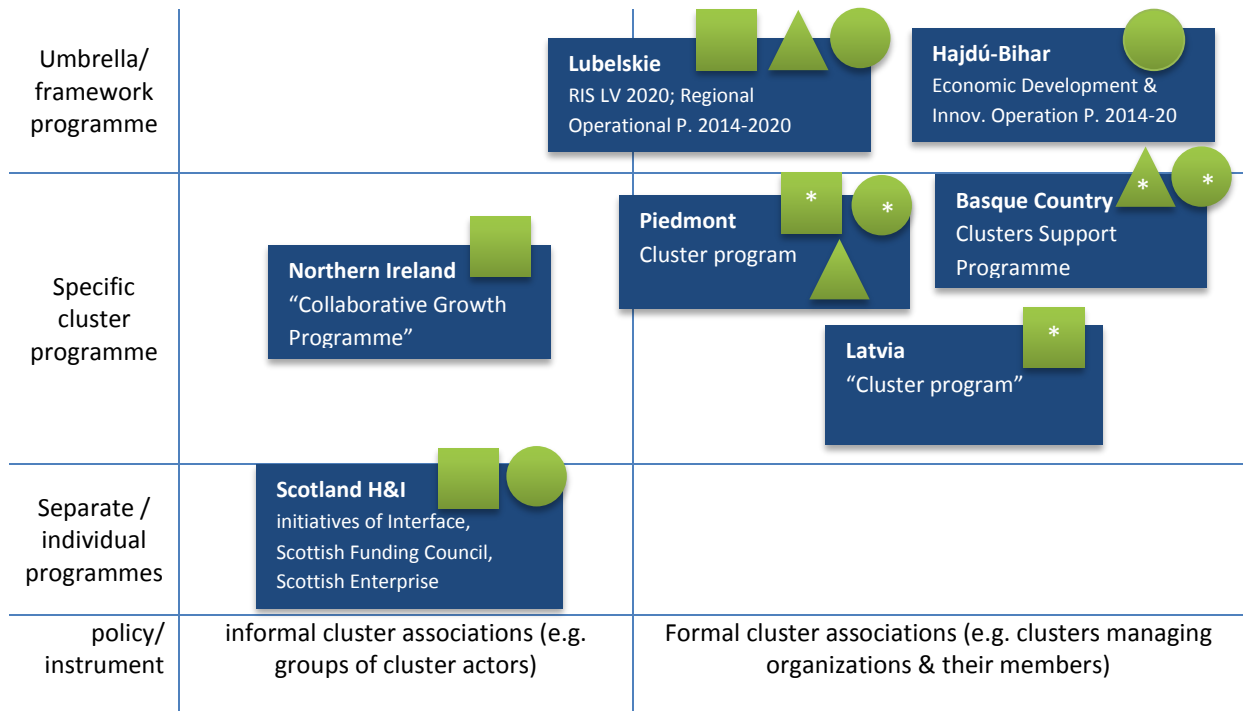 Umbrella/
framework
programme
Lubelskie
RIS LV 2020; Regional
Operational P. 2014-2020
Hajdú-Bihar
Economic Development &
Innov. Operation P. 2014-20
Specific
cluster
programme
Northern Ireland
“Collaborative Growth
Programme”
Piedmont
Cluster program
*
*
Basque Country
Clusters Support
Programme
*
*
Latvia
“Cluster program”
*
Separate /
individual
programmes
Scotland H&I
initiatives of Interface,
Scottish Funding Council,
Scottish Enterprise
policy/
instrument
informal cluster associations (e.g.
groups of cluster actors)
Formal cluster associations (e.g. clusters managing
organizations & their members)